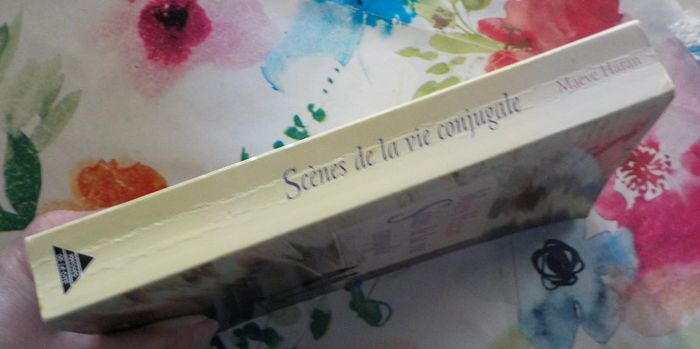 Scènes de la vie conjugale
Maeve Haran